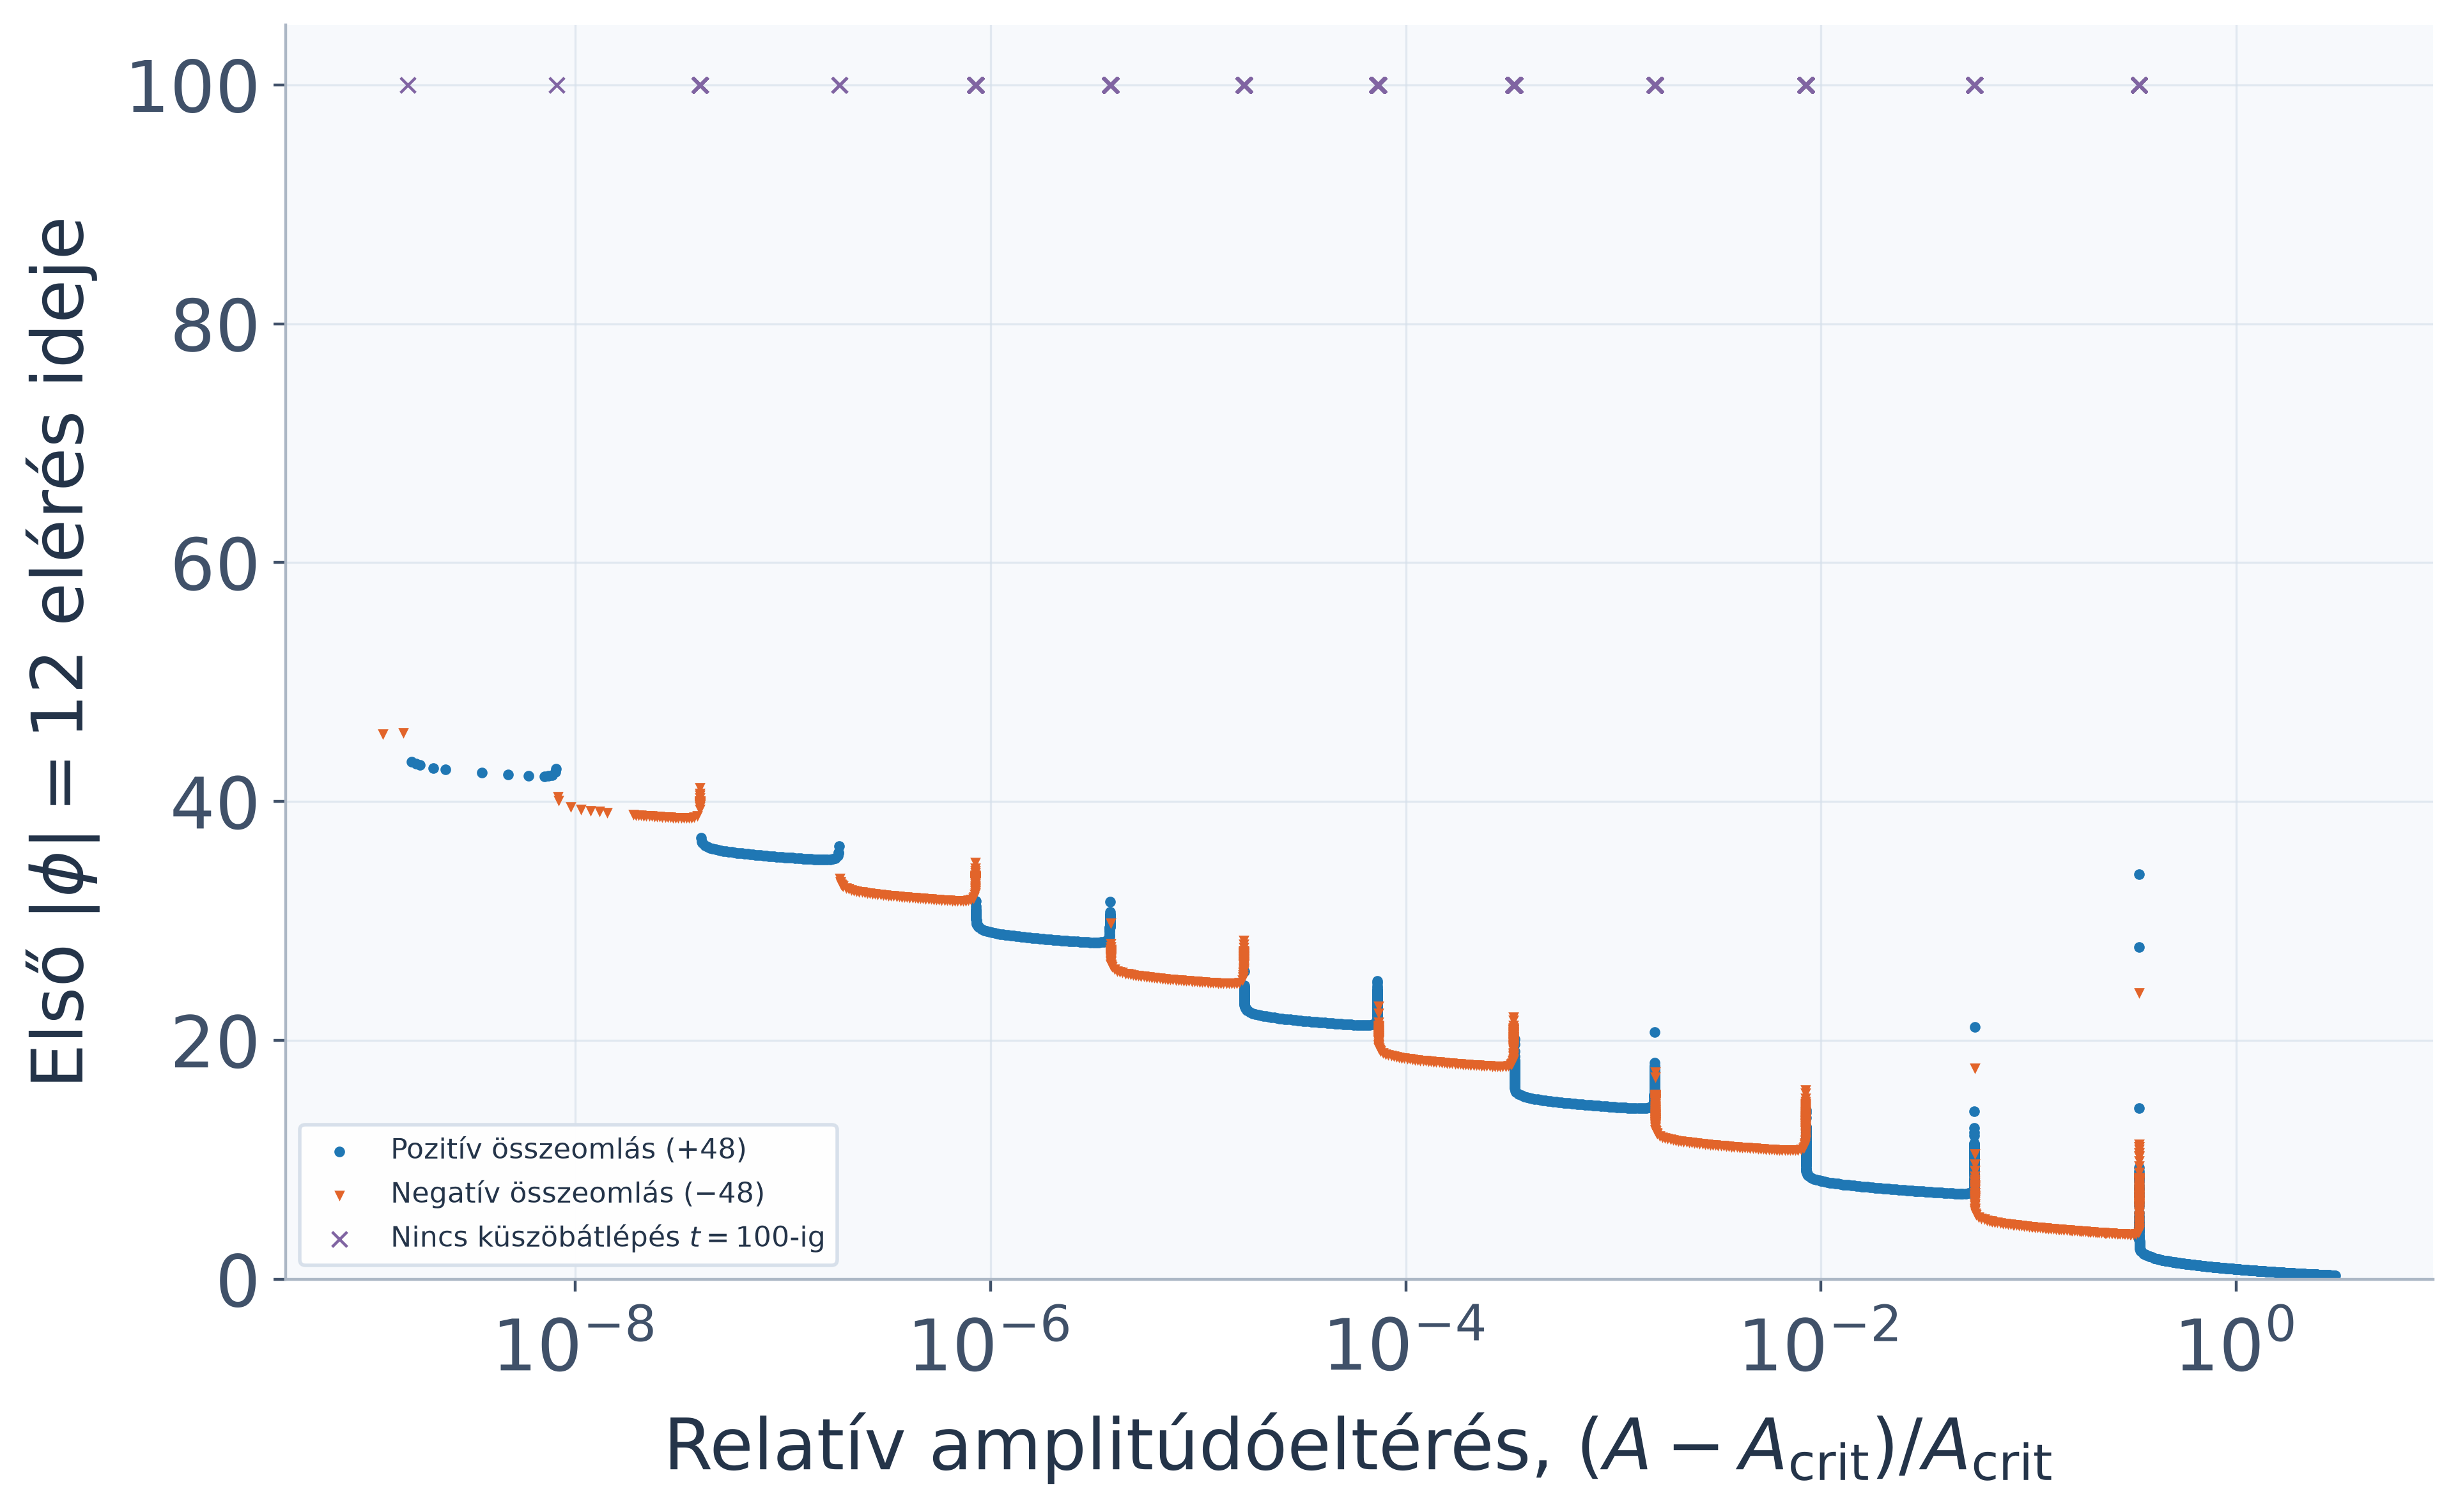 Első |ϕ| = 12 elérés ideje
100
80
60
40
20
0
Pozitív összeomlás (+48)
Negatív összeomlás (−48)
Nincs küszöbátlépés t = 100-ig
10⁻⁸ 10⁻⁶ 10⁻⁴ 10⁻² 10⁰
Relatív amplitúdóeltérés, (A − A_crit)/A_crit